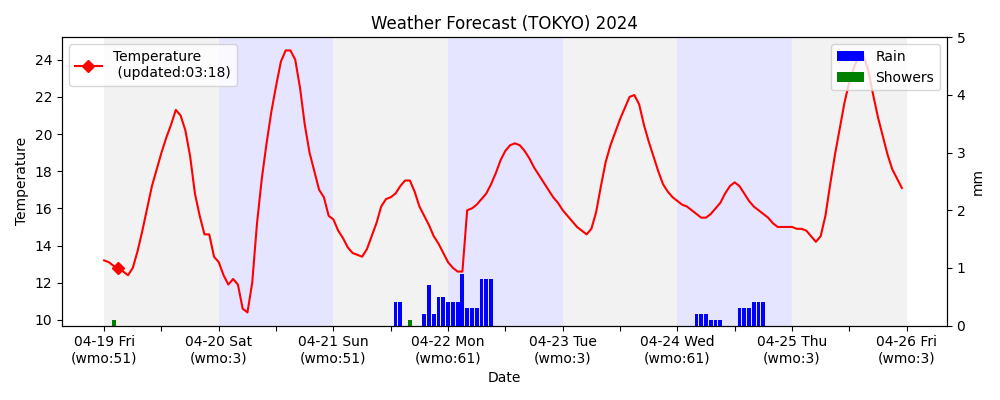 Weather Forecast (TOKYO) 2024
Temperature
(updated:03:18)
Rain
Showers
Temperature
24
22
20
18
16
14
12
10
5
4
3
2
1
0
mm
04-19 Fri
(wmo:51)
04-20 Sat
(wmo:3)
04-21 Sun
(wmo:51)
04-22 Mon
(wmo:61)
04-23 Tue
(wmo:3)
04-24 Wed
(wmo:61)
04-25 Thu
(wmo:3)
04-26 Fri
(wmo:3)
Date